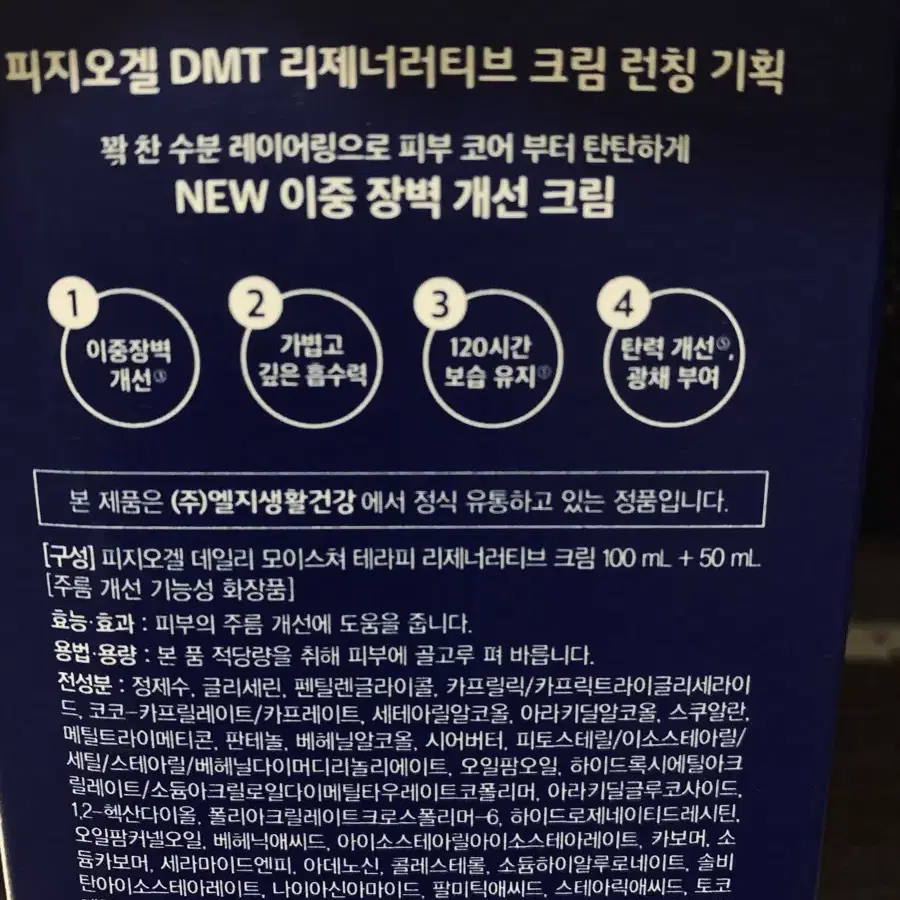 피지오겔 DMT 리제너러티브 크림 런칭 기획
꽉 찬 수분 레이어링으로 피부 코어 부터 탄탄하게
NEW 이중 장벽 개선 크림
1
이중장벽
개선③
2
가볍고
깊은 흡수력
3
120시간
보습 유지①
4
탄력 개선⑤,
광채 부여
본 제품은 (주)엘지생활건강 에서 정식 유통하고 있는 정품입니다.
[구성] 피지오겔 데일리 모이스쳐 테라피 리제너러티브 크림 100 mL + 50 mL
[주름 개선 기능성 화장품]
효능·효과 : 피부의 주름 개선에 도움을 줍니다.
용법·용량 : 본 품 적당량을 취해 피부에 골고루 펴 바릅니다.
전성분 : 정제수, 글리세린, 펜틸렌글라이콜, 카프릴릭/카프릭트라이글리세라이
드, 코코-카프릴레이트/카프레이트, 세테아릴알코올, 아라키딜알코올, 스쿠알란,
메틸트라이메티콘, 판테놀, 베헤닐알코올, 시어버터, 피토스테릴/이소스테아릴/
세틸/스테아릴/베헤닐다이머디리놀리에이트, 오일팜오일, 하이드록시에틸아크
릴레이트/소듐아크릴로일다이메틸타우레이트코폴리머, 아라키딜글루코사이드,
1,2-헥산다이올, 폴리아크릴레이트크로스폴리머-6, 하이드로제네이티드레시틴,
오일팜커넬오일, 베헤닉애씨드, 아이소스테아릴아이소스테아레이트, 카보머, 소
듐카보머, 세라마이드엔피, 아데노신, 콜레스테롤, 소듐하이알루로네이트, 솔비
탄아이소스테아레이트, 나이아신아마이드, 팔미틱애씨드, 스테아릭애씨드, 토코